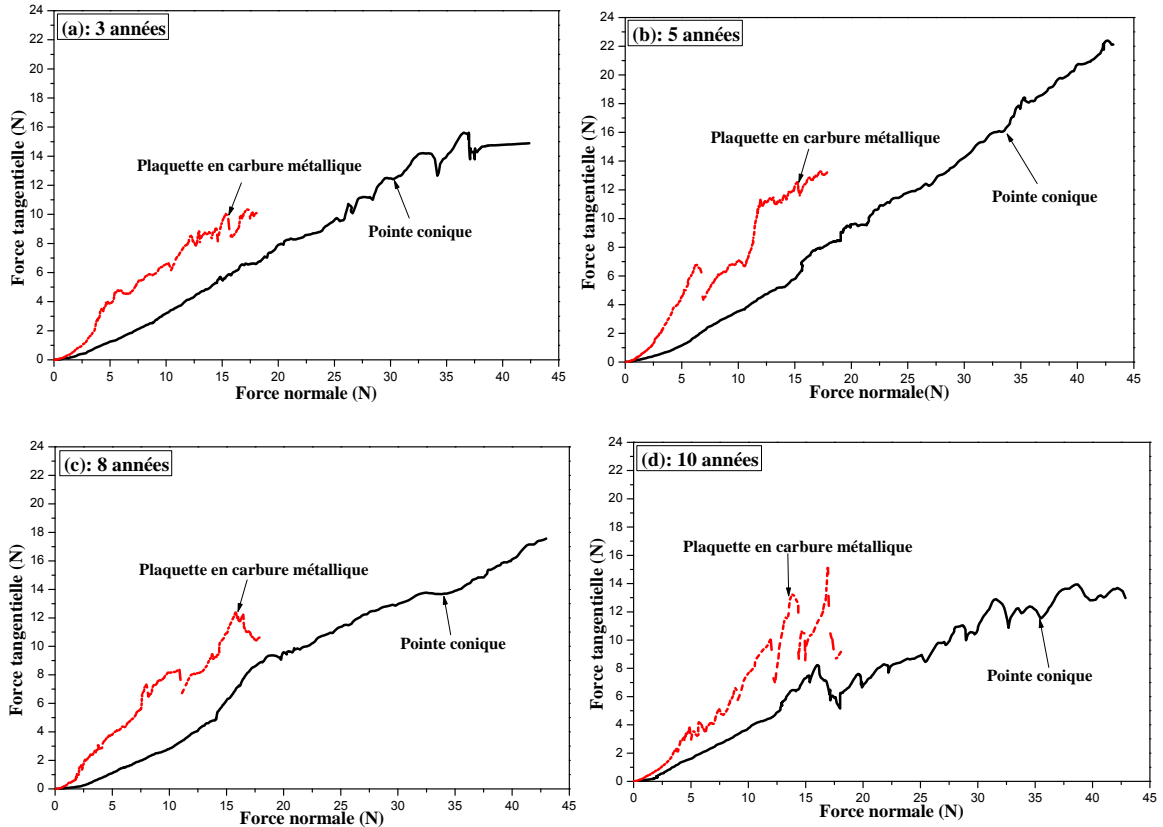 (a): 3 années
Force tangentielle (N)
24
22
20
18
16
14
12
10
8
6
4
2
0
Plaquette en carbure métallique
Pointe conique
0 5 10 15 20 25 30 35 40 45
Force normale (N)
(b): 5 années
Force tangentielle (N)
24
22
20
18
16
14
12
10
8
6
4
2
0
Plaquette en carbure métallique
Pointe conique
0 5 10 15 20 25 30 35 40 45
Force normale(N)
(c): 8 années
Force tangentielle (N)
24
22
20
18
16
14
12
10
8
6
4
2
0
Plaquette en carbure métallique
Pointe conique
0 5 10 15 20 25 30 35 40 45
Force normale (N)
(d): 10 années
Force tangentielle (N)
24
22
20
18
16
14
12
10
8
6
4
2
0
Plaquette en carbure métallique
Pointe conique
0 5 10 15 20 25 30 35 40 45
Force normale (N)